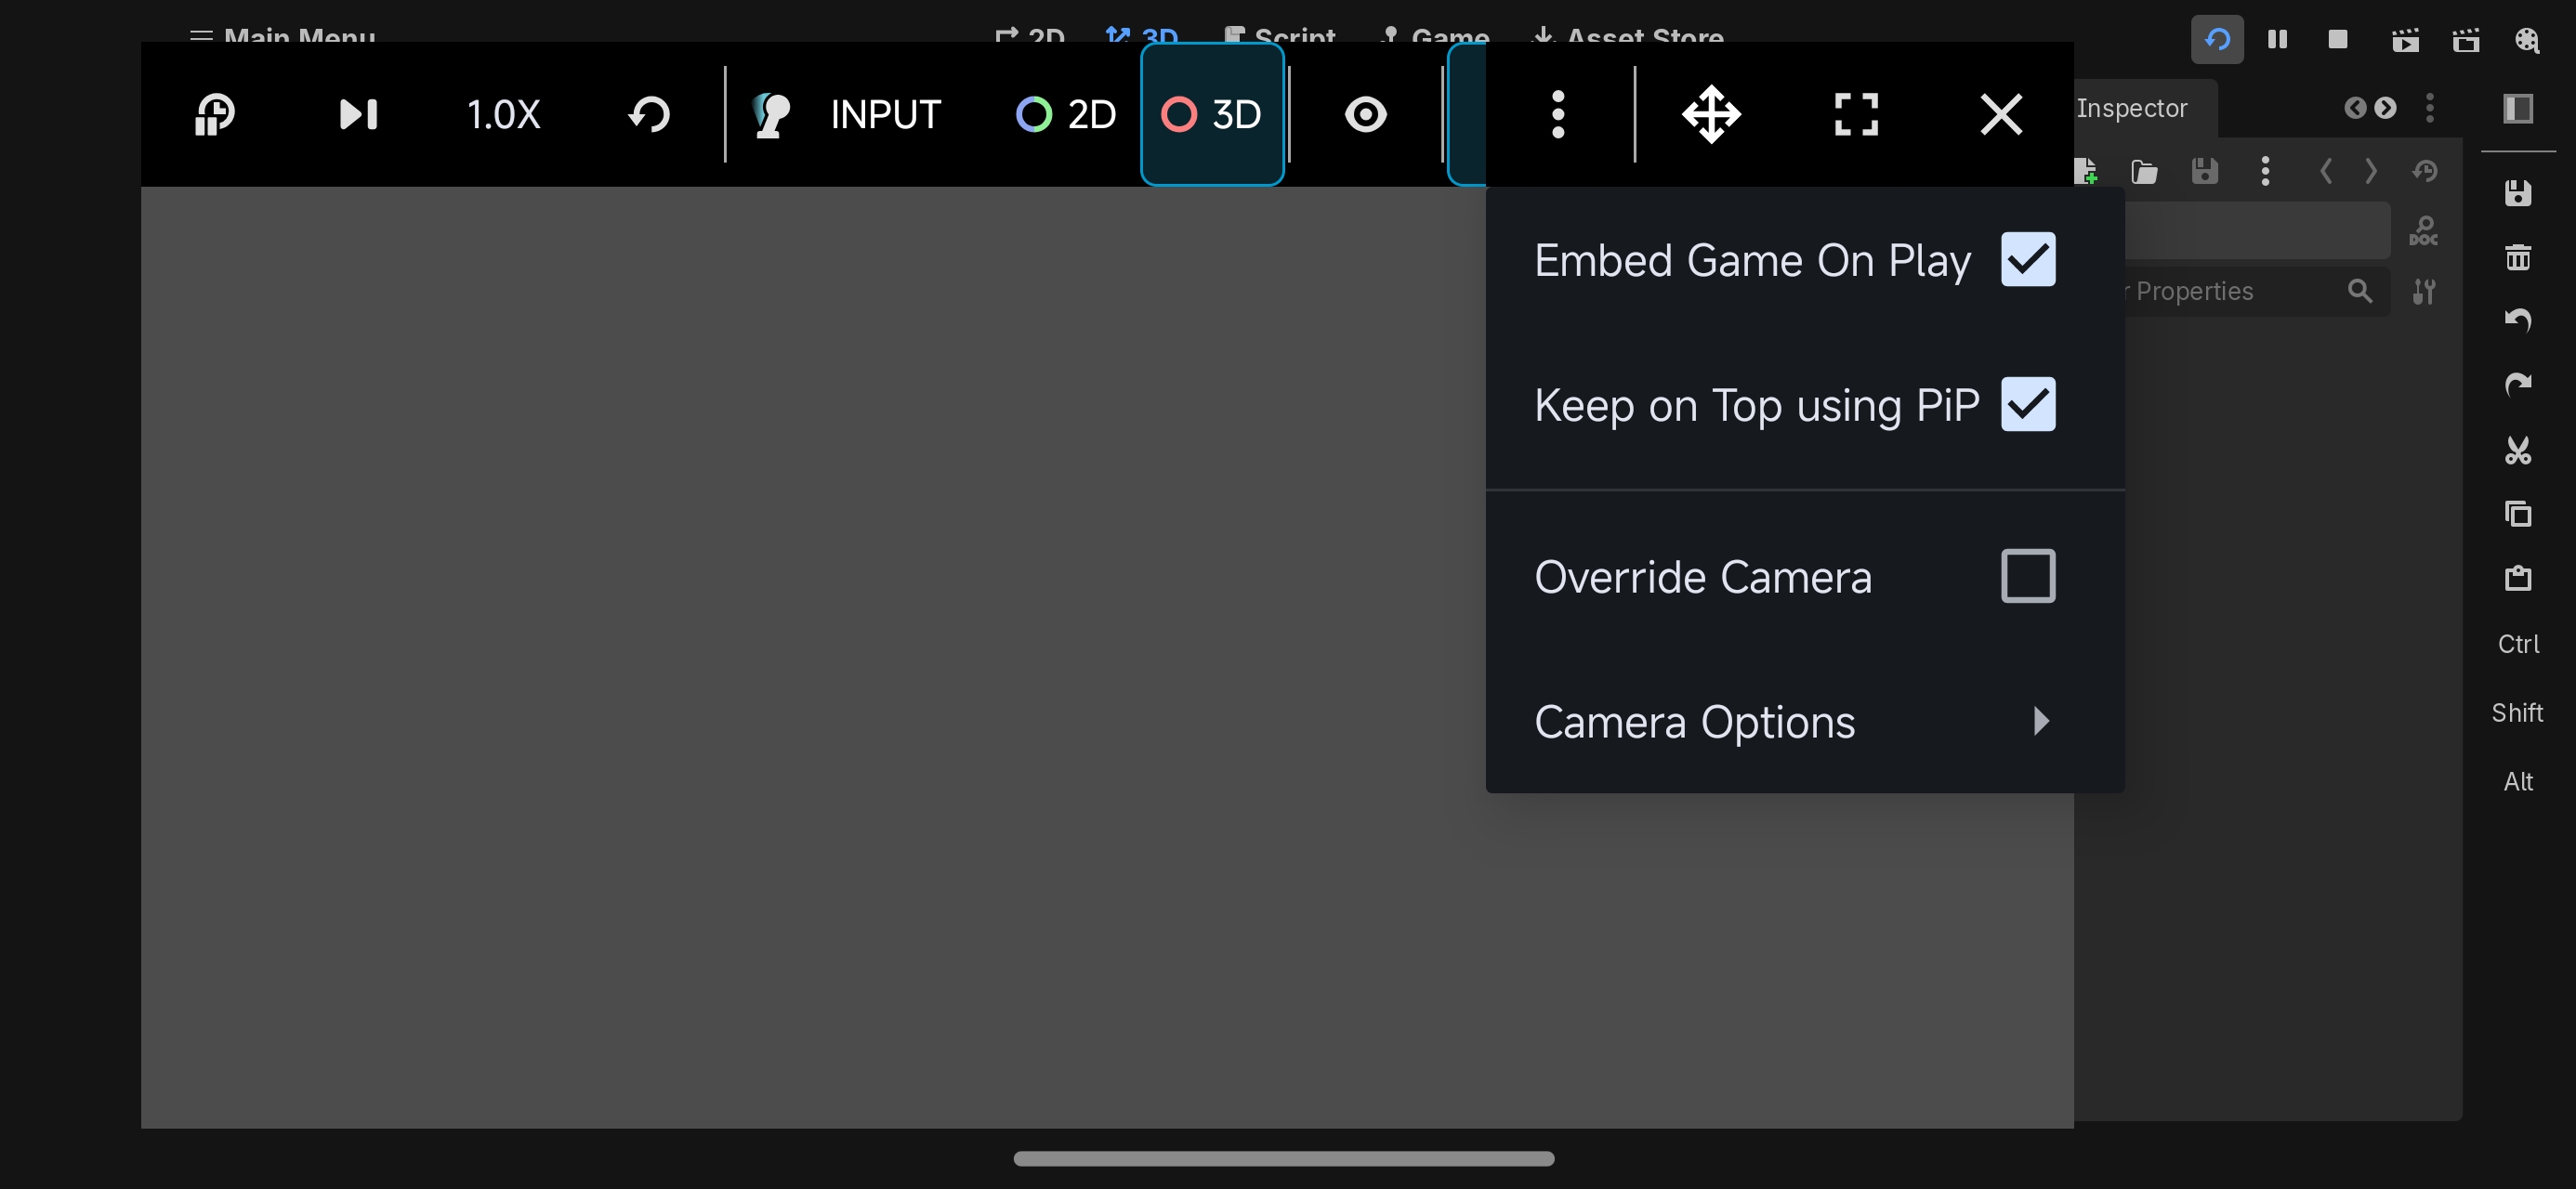 Main Menu
2D
3D
Script
Game
Asset Store
1.0X
INPUT
2D
3D
Inspector
DOC
Properties
Embed Game On Play
Keep on Top using PiP
Override Camera
Camera Options
Ctrl
Shift
Alt